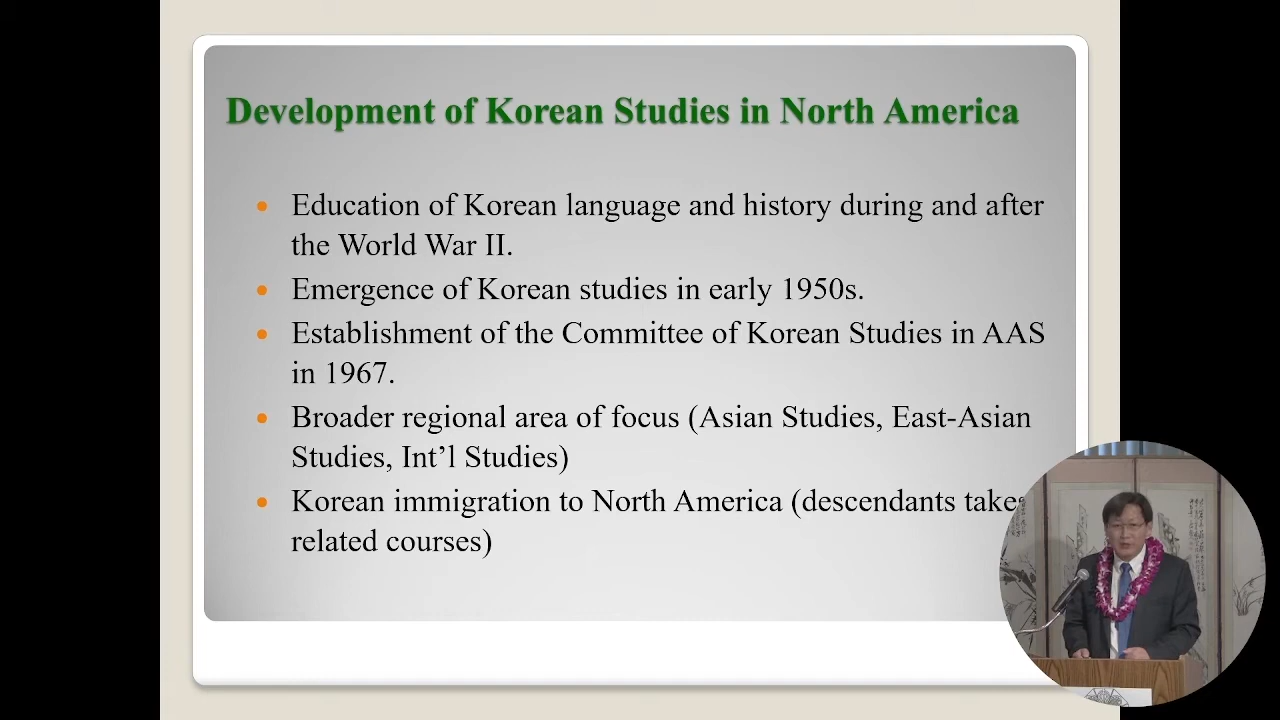 Development of Korean Studies in North America
Education of Korean language and history during and after
the World War II.
Emergence of Korean studies in early 1950s.
Establishment of the Committee of Korean Studies in AAS
in 1967.
Broader regional area of focus (Asian Studies, East-Asian
Studies, Int'l Studies)
Korean immigration to North America (descendants takes
related courses)